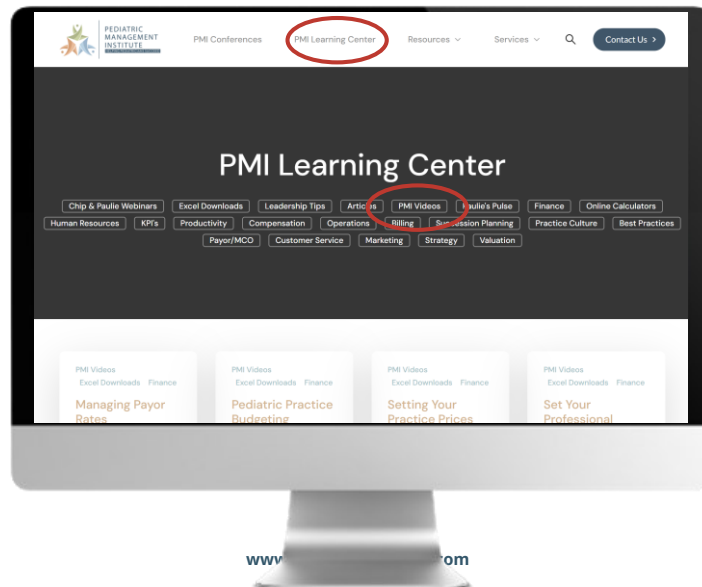 PEDIATRIC
MANAGEMENT
INSTITUTE
PMI Conferences PMI Learning Center Resources Services Contact Us
PMI Learning Center
Chip & Paulie Webinars Excel Downloads Leadership Tips Articles PMI Videos Paulie's Pulse Finance Online Calculators
Human Resources KPI's Productivity Compensation Operations Billing Succession Planning Practice Culture Best Practices
Payor/MCO Customer Service Marketing Strategy Valuation
PMI Videos PMI Videos PMI Videos PMI Videos
Excel Downloads Finance Excel Downloads Finance Excel Downloads Finance Excel Downloads Finance
Managing Payor Pediatric Practice Setting Your Set Your
Rates Budgeting Practice Prices Professional